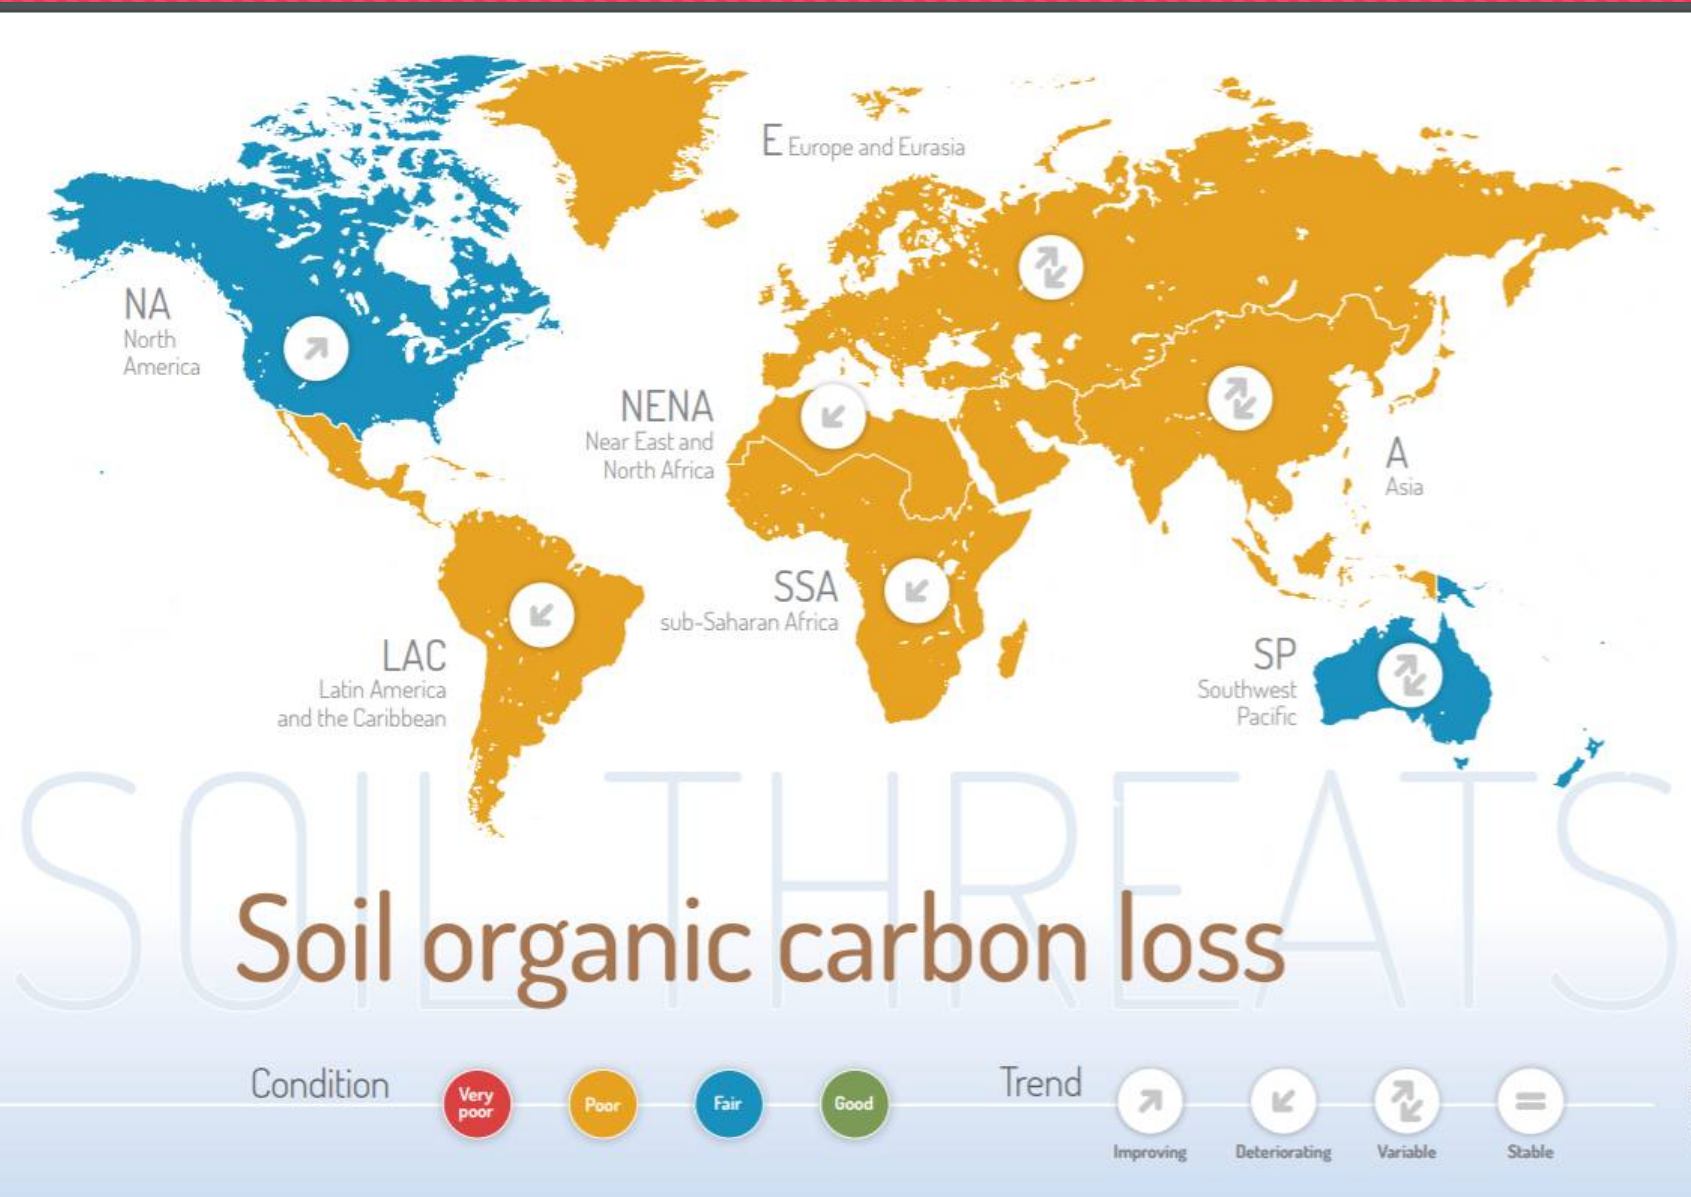 E Europe and Eurasia
NA
North
America
NENA
Near East and
North Africa
A
Asia
SSA
sub-Saharan Africa
LAC
Latin America
and the Caribbean
SP
Southwest
Pacific
SOIL THREATS
Soil organic carbon loss
Condition
Very
poor
Poor
Fair
Good
Trend
Improving
Deteriorating
Variable
Stable